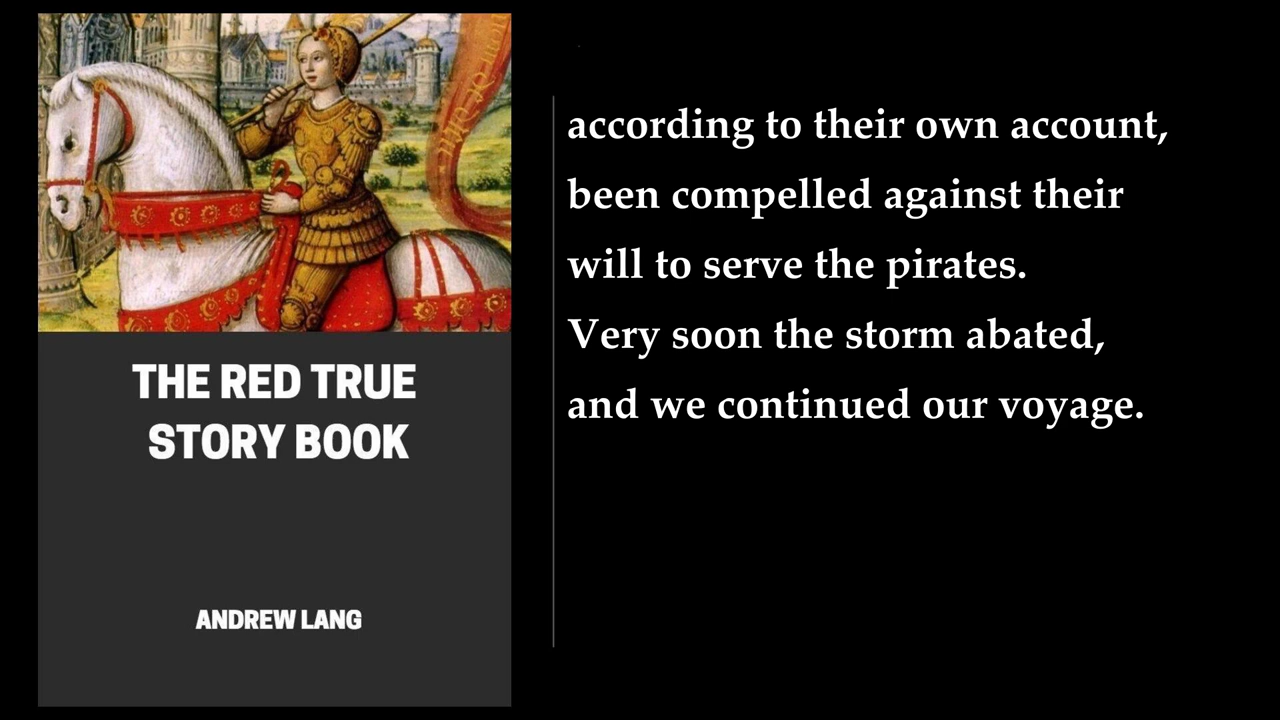 THE RED TRUE
STORY BOOK
ANDREW LANG
according to their own account,
been compelled against their
will to serve the pirates.
Very soon the storm abated,
and we continued our voyage.